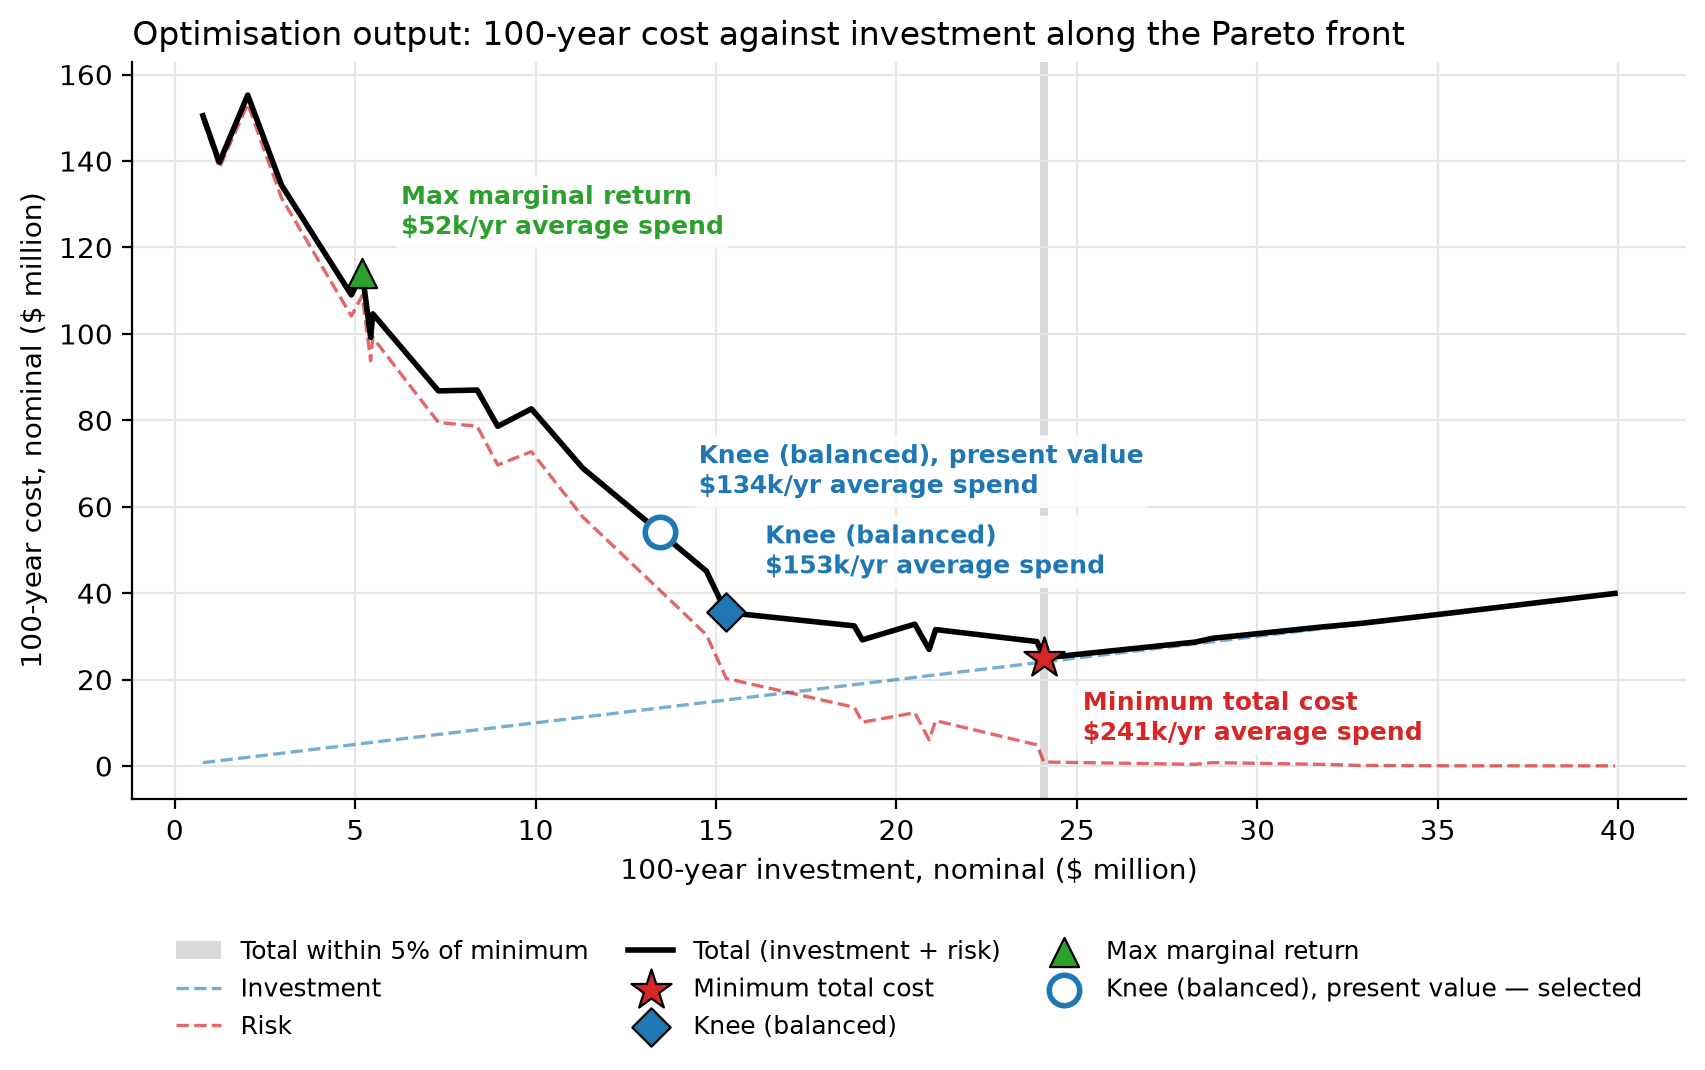 Optimisation output: 100-year cost against investment along the Pareto front
100-year cost, nominal ($ million)
160
140
120
100
80
60
40
20
0
Max marginal return
$52k/yr average spend
Knee (balanced), present value
$134k/yr average spend
Knee (balanced)
$153k/yr average spend
Minimum total cost
$241k/yr average spend
0 5 10 15 20 25 30 35 40
100-year investment, nominal ($ million)
Total within 5% of minimum
Investment
Risk
Total (investment + risk)
Minimum total cost
Knee (balanced)
Max marginal return
Knee (balanced), present value — selected